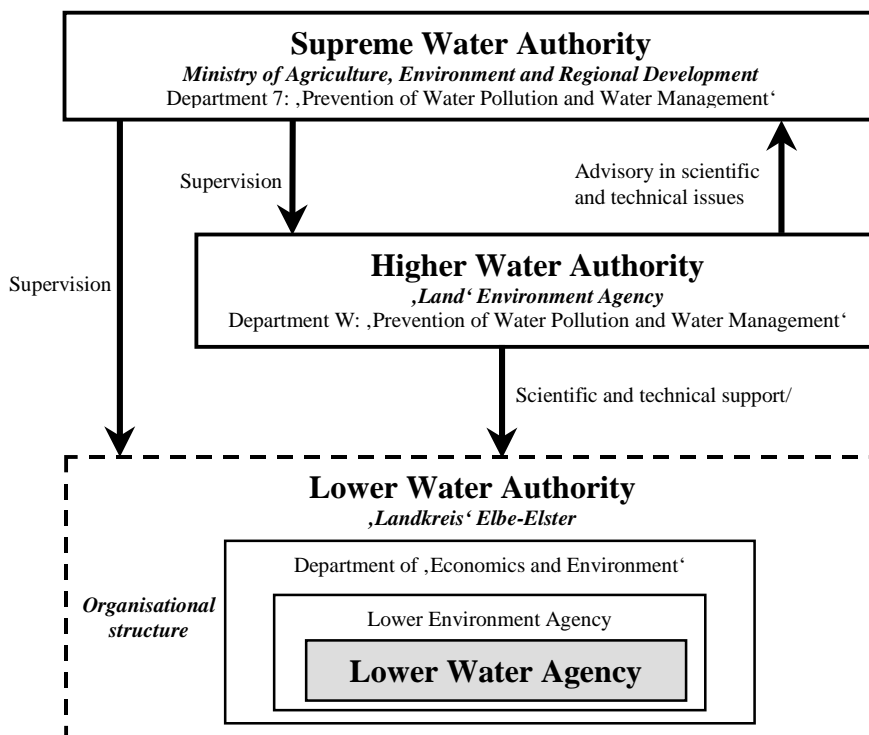 Supreme Water Authority
Ministry of Agriculture, Environment and Regional Development
Department 7: ‚Prevention of Water Pollution and Water Management‘
Supervision
Advisory in scientific
and technical issues
Supervision
Higher Water Authority
‚Land‘ Environment Agency
Department W: ‚Prevention of Water Pollution and Water Management‘
Scientific and technical support/
Lower Water Authority
‚Landkreis‘ Elbe-Elster
Department of ‚Economics and Environment‘
Organisational
structure
Lower Environment Agency
Lower Water Agency